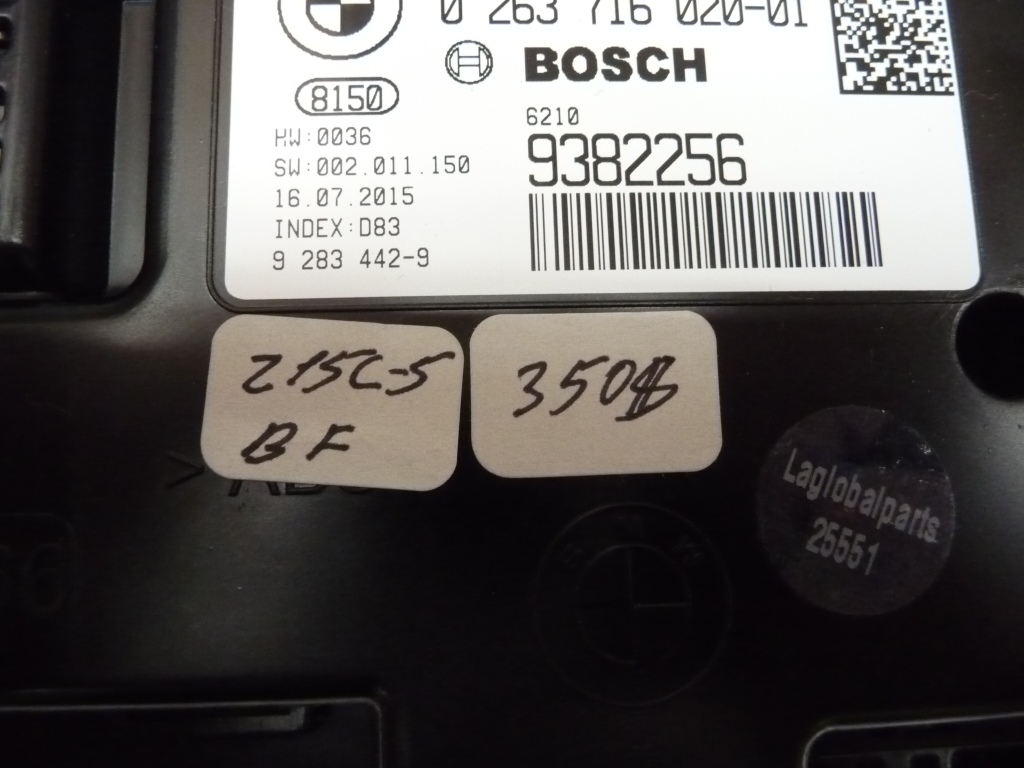 0 263 716 020-01
BOSCH
8150
HW:0036
SW:002.011.150
16.07.2015
INDEX:D83
9 283 442-9
6210
9382256
215C-5
BF
350$
Laglobalparts
25551